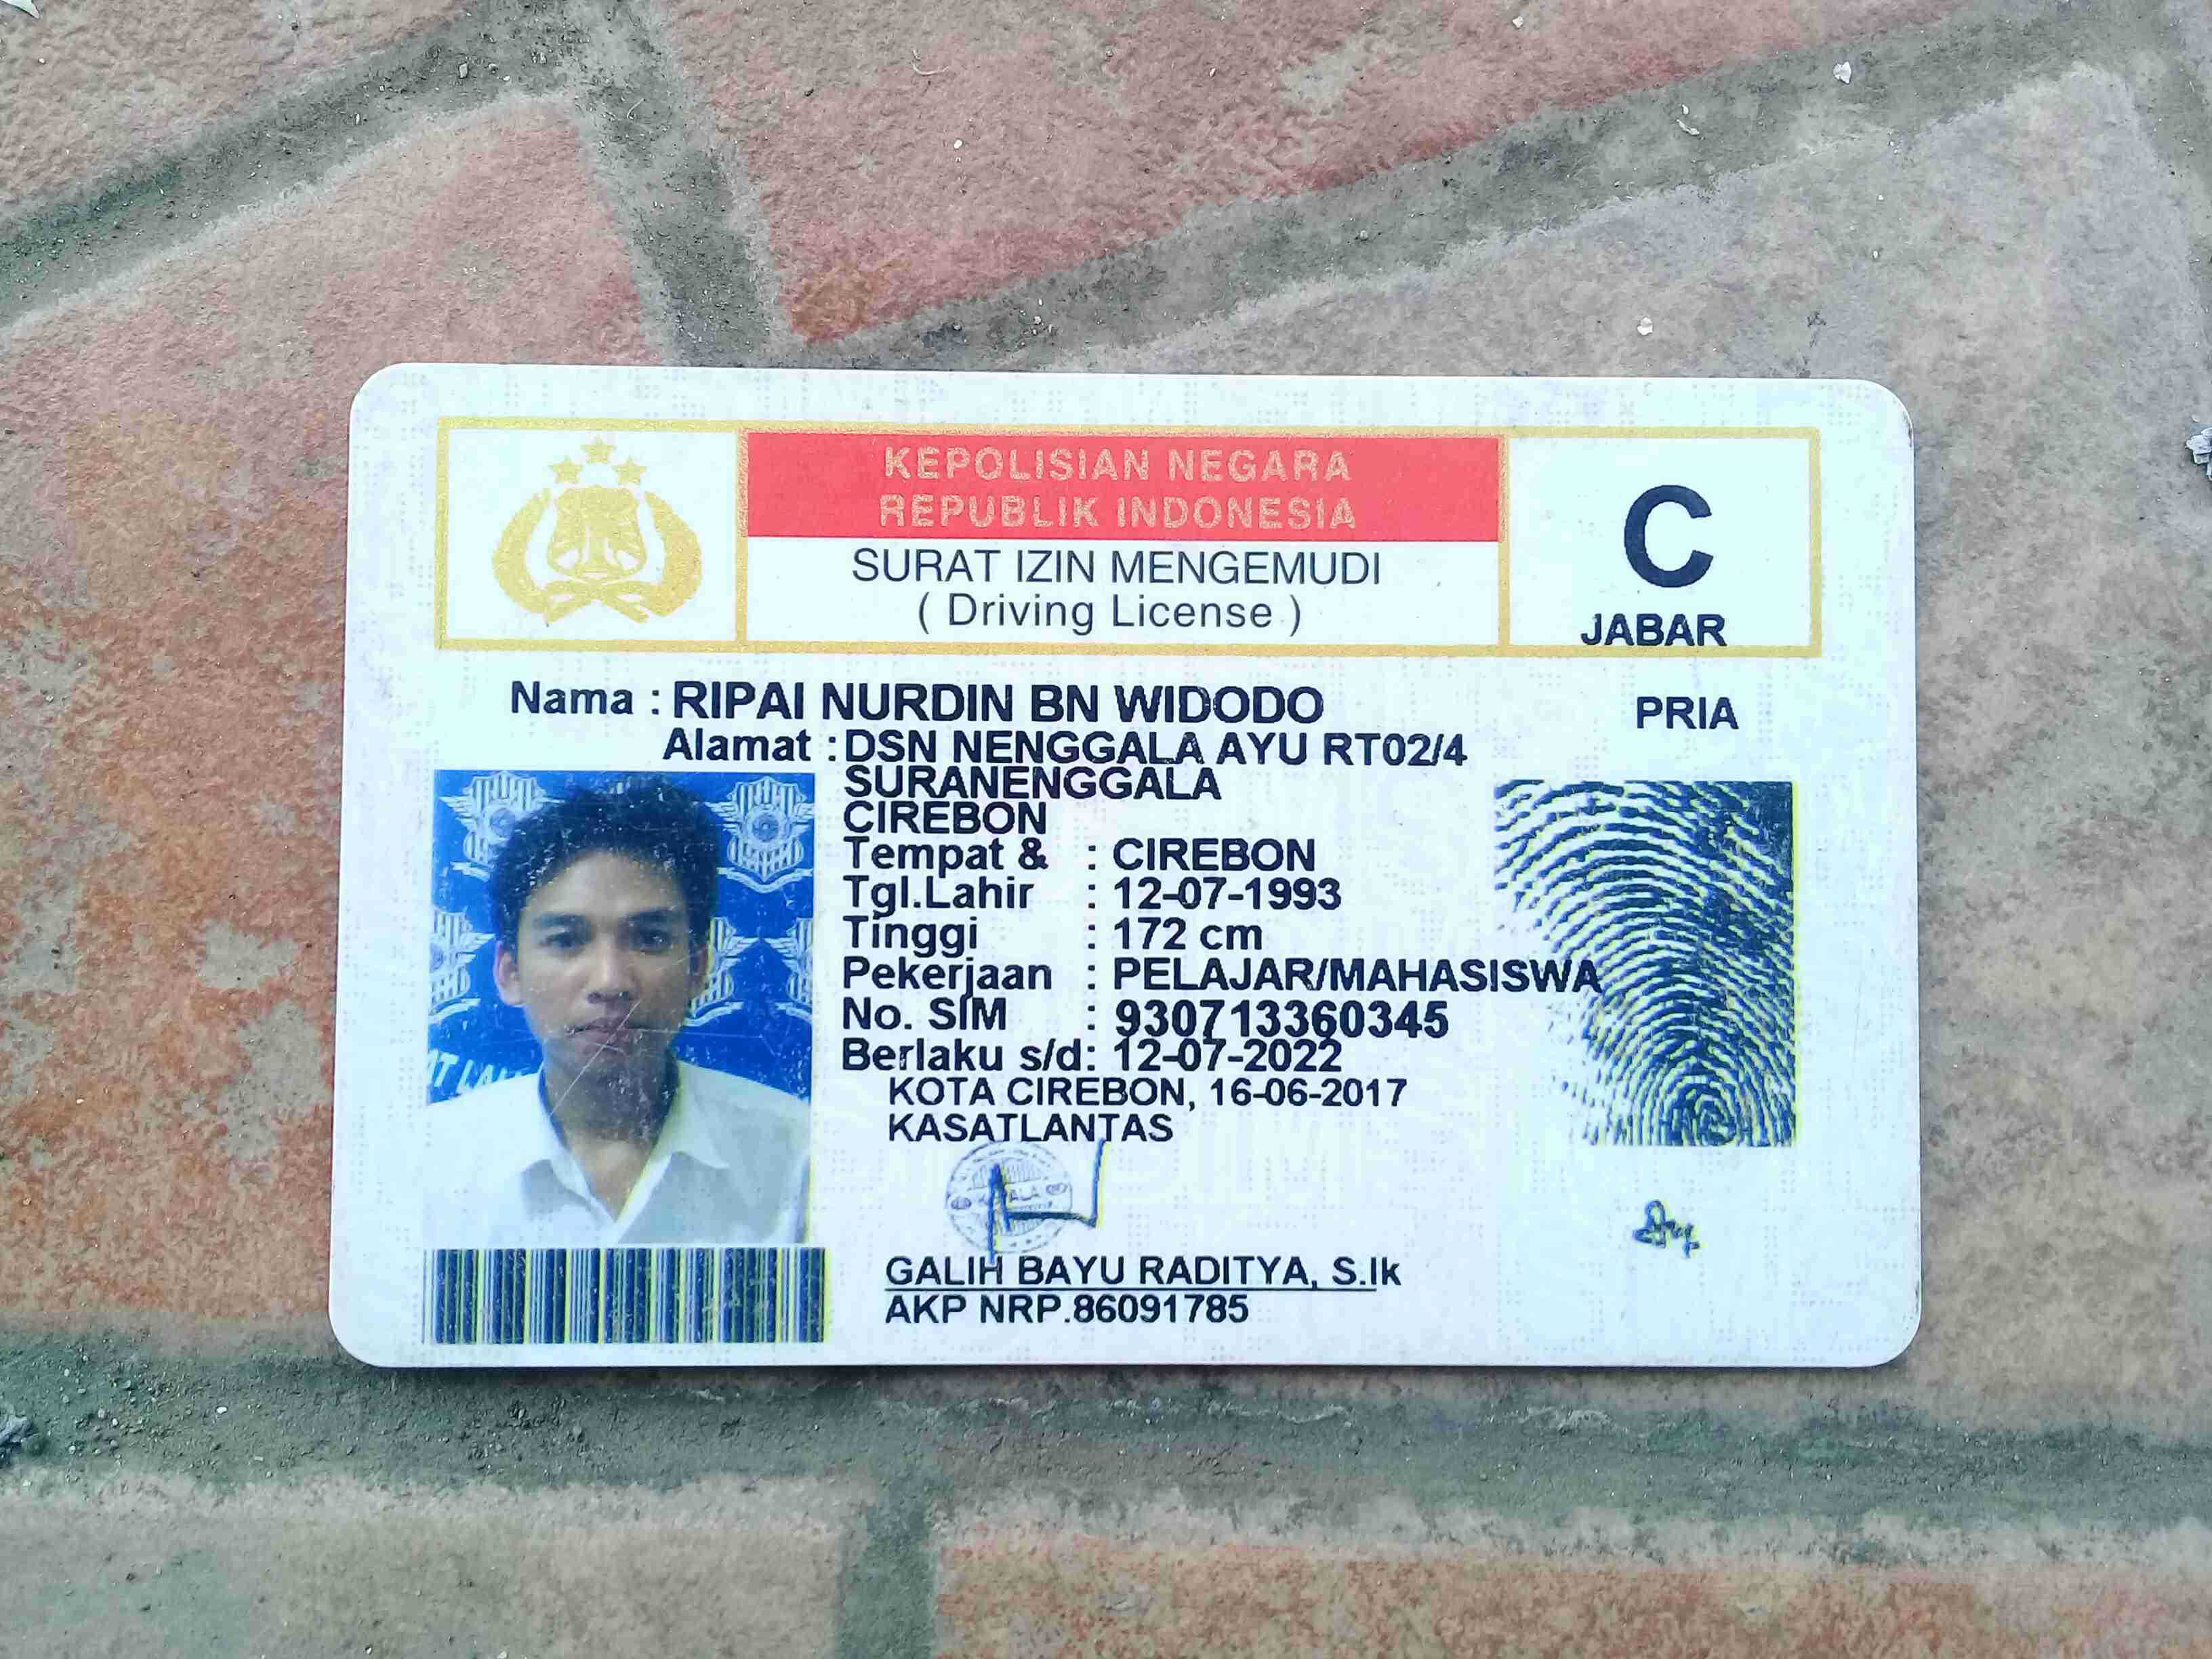 KEPOLISIAN NEGARA
REPUBLIK INDONESIA
SURAT IZIN MENGEMUDI
( Driving License )
C
JABAR
Nama : RIPAI NURDIN BN WIDODO
PRIA
Alamat : DSN NENGGALA AYU RT02/4
SURANENGGALA
CIREBON
Tempat & : CIREBON
Tgl.Lahir : 12-07-1993
Tinggi : 172 cm
Pekerjaan : PELAJAR/MAHASISWA
No. SIM : 930713360345
Berlaku s/d: 12-07-2022
KOTA CIREBON, 16-06-2017
KASATLANTAS
GALIH BAYU RADITYA, S.Ik
AKP NRP.86091785